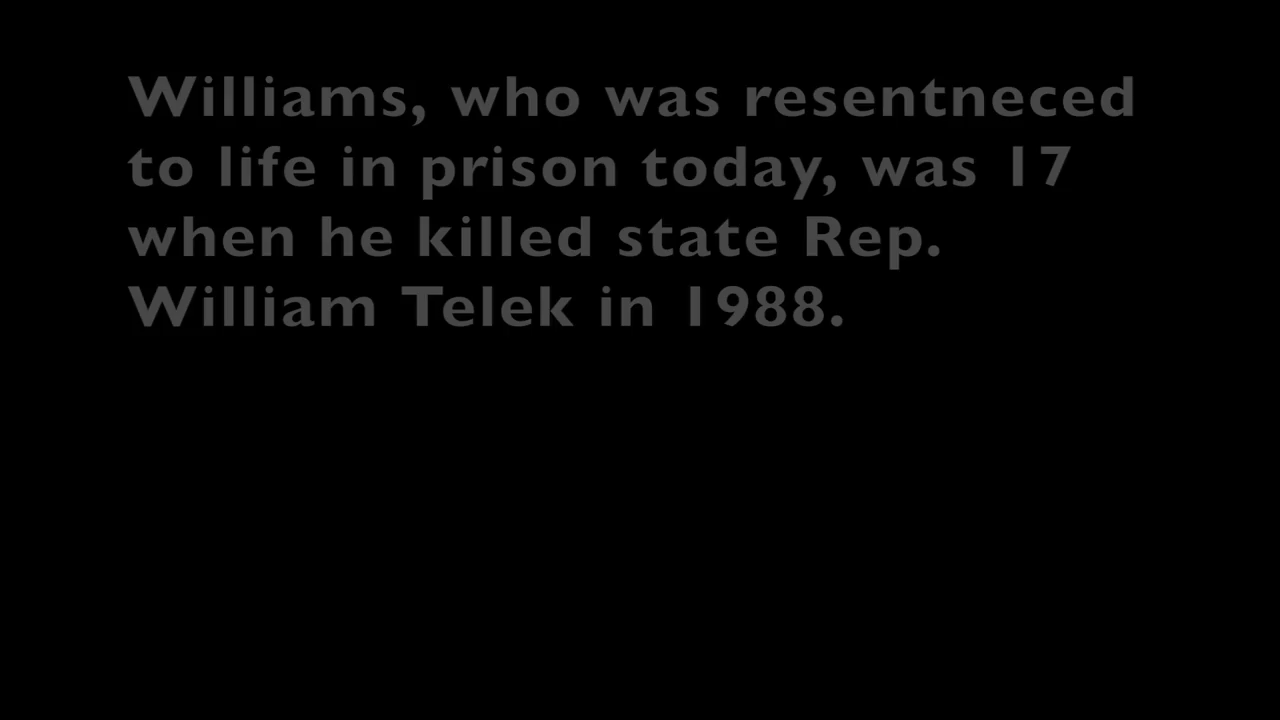 Williams, who was resentneced
to life in prison today, was 17
when he killed state Rep.
William Telek in 1988.